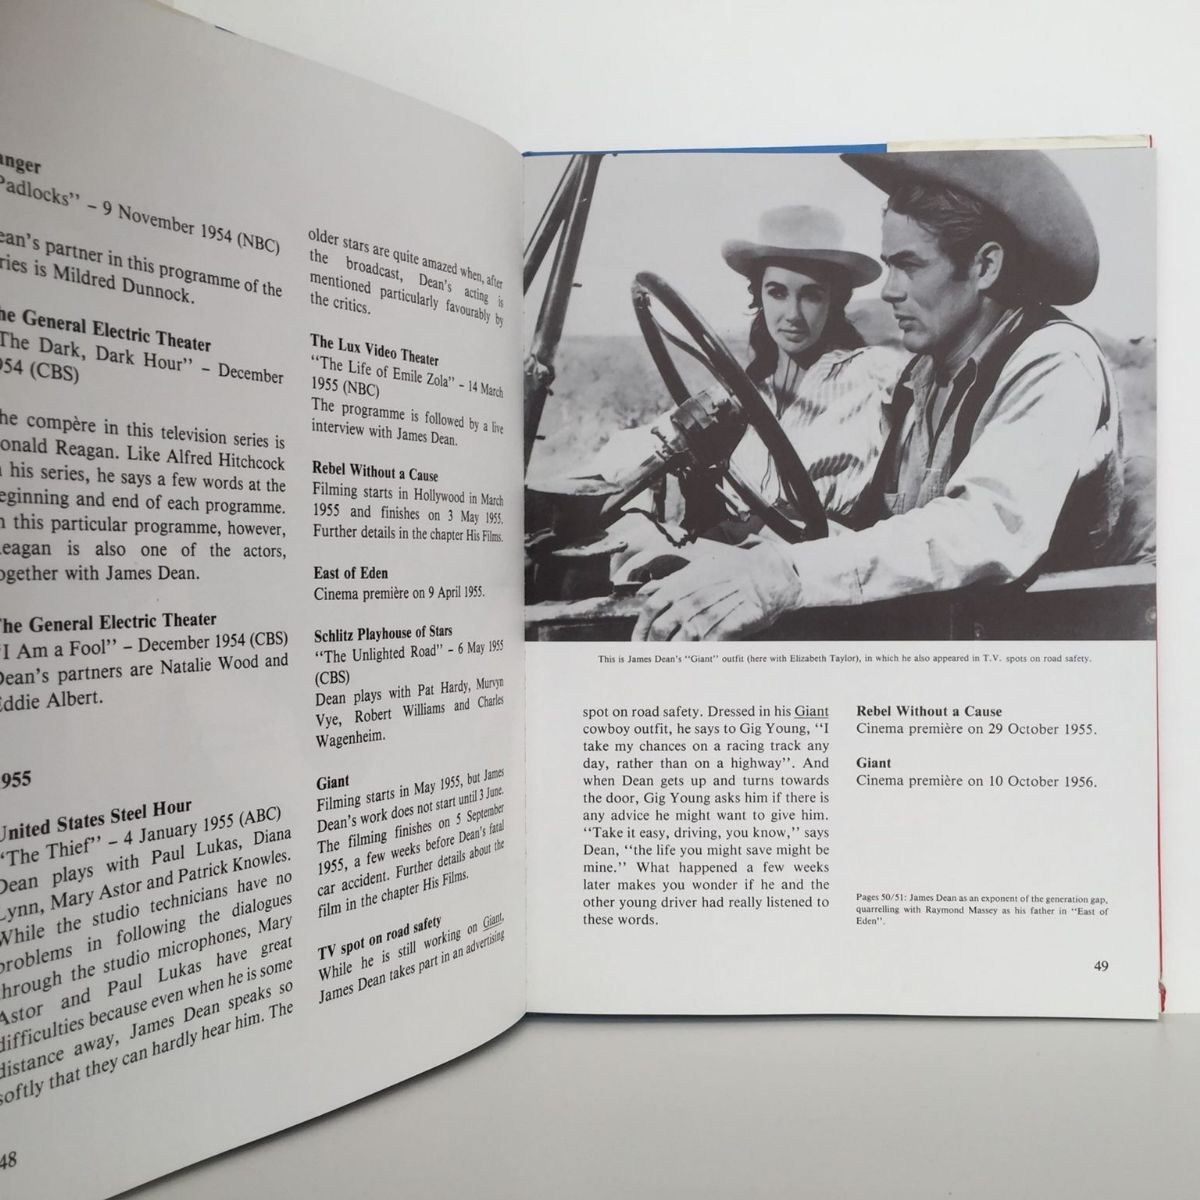 anger
Padlocks" – 9 November 1954 (NBC)
ean's partner in this programme of the
ries is Mildred Dunnock.
he General Electric Theater
"The Dark, Dark Hour" – December
954 (CBS)
he compère in this television series is
onald Reagan. Like Alfred Hitchcock
his series, he says a few words at the
eginning and end of each programme.
n this particular programme, however,
eagan is also one of the actors,
ogether with James Dean.
The General Electric Theater
"I Am a Fool" – December 1954 (CBS)
Dean's partners are Natalie Wood and
Eddie Albert.
1955
United States Steel Hour
"The Thief" – 4 January 1955 (ABC)
Dean plays with Paul Lukas, Diana
Lynn, Mary Astor and Patrick Knowles.
While the studio technicians have no
problems in following the dialogues
through the studio microphones, Mary
Astor and Paul Lukas have great
difficulties because even when he is some
distance away, James Dean speaks so
softly that they can hardly hear him. The
48
older stars are quite amazed when, after
the broadcast, Dean's acting is
mentioned particularly favourably by
the critics.
The Lux Video Theater
"The Life of Emile Zola" – 14 March
1955 (NBC)
The programme is followed by a live
interview with James Dean.
Rebel Without a Cause
Filming starts in Hollywood in March
1955 and finishes on 3 May 1955.
Further details in the chapter His Films.
East of Eden
Cinema première on 9 April 1955.
Schlitz Playhouse of Stars
"The Unlighted Road" – 6 May 1955
(CBS)
Dean plays with Pat Hardy, Murvyn
Vye, Robert Williams and Charles
Wagenheim.
Giant
Filming starts in May 1955, but James
Dean's work does not start until 3 June.
The filming finishes on 5 September
1955, a few weeks before Dean's fatal
car accident. Further details about the
film in the chapter His Films.
TV spot on road safety
While he is still working on Giant,
James Dean takes part in an advertising
This is James Dean's "Giant" outfit (here with Elizabeth Taylor), in which he also appeared in T.V. spots on road safety.
spot on road safety. Dressed in his Giant
cowboy outfit, he says to Gig Young, "I
take my chances on a racing track any
day, rather than on a highway". And
when Dean gets up and turns towards
the door, Gig Young asks him if there is
any advice he might want to give him.
"Take it easy, driving, you know," says
Dean, "the life you might save might be
mine." What happened a few weeks
later makes you wonder if he and the
other young driver had really listened to
these words.
Rebel Without a Cause
Cinema première on 29 October 1955.
Giant
Cinema première on 10 October 1956.
Pages 50/51: James Dean as an exponent of the generation gap,
quarrelling with Raymond Massey as his father in "East of
Eden".
49